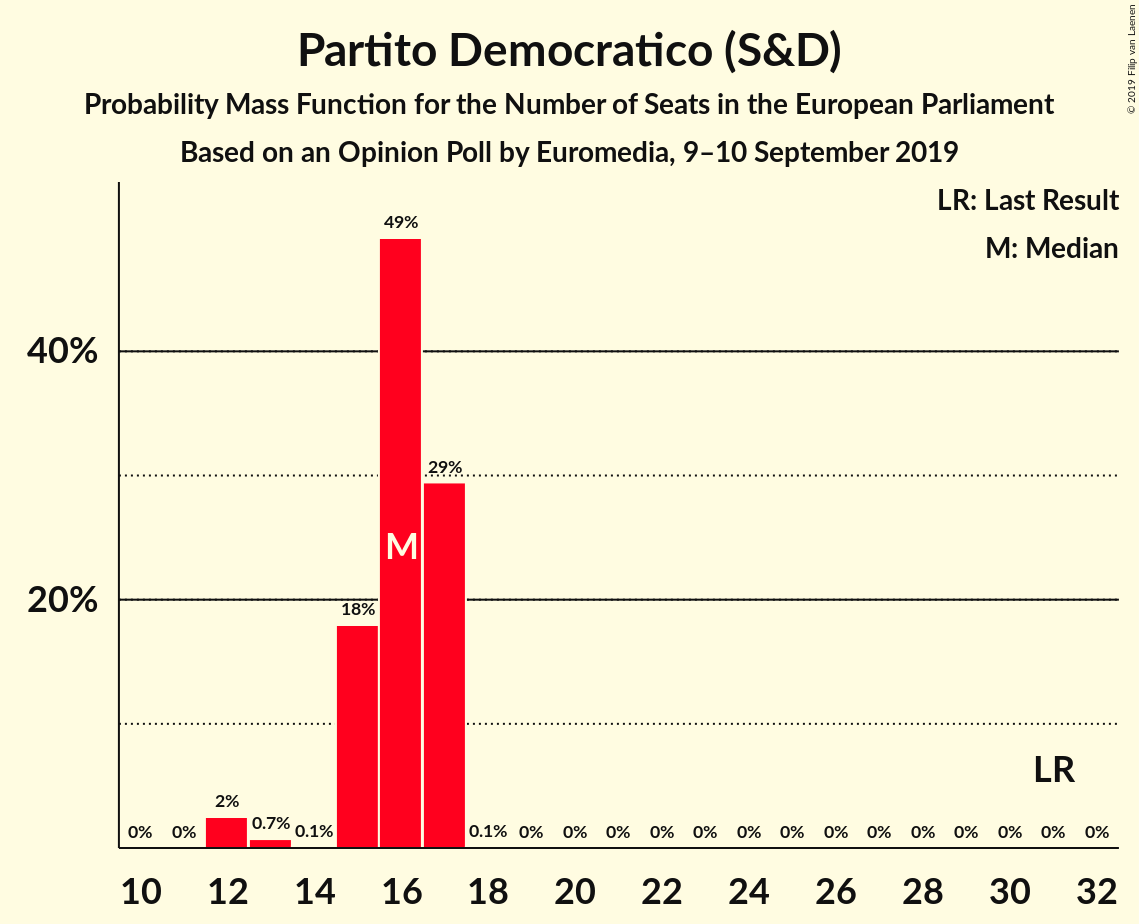 Partito Democratico (S&D)
Probability Mass Function for the Number of Seats in the European Parliament
Based on an Opinion Poll by Euromedia, 9–10 September 2019
© 2019 Filip van Laenen
LR: Last Result
M: Median
40%
20%
0% 0% 2% 0.7% 0.1% 18% 49% 29% 0.1% 0% 0% 0% 0% 0% 0% 0% 0% 0% 0% 0% 0% 0% 0%
M
LR
10 12 14 16 18 20 22 24 26 28 30 32